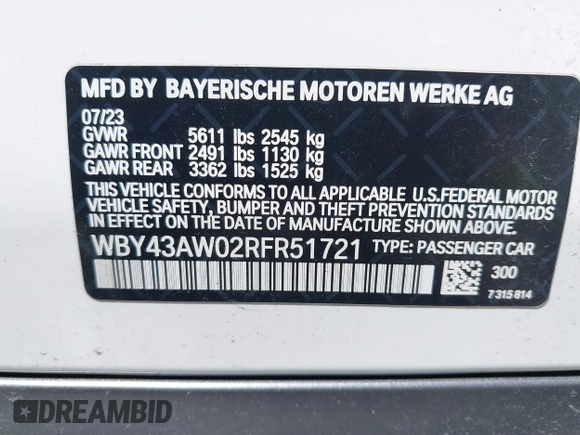 MFD BY BAYERISCHE MOTOREN WERKE AG
07/23
GVWR 5611 lbs 2545 kg
GAWR FRONT 2491 lbs 1130 kg
GAWR REAR 3362 lbs 1525 kg
THIS VEHICLE CONFORMS TO ALL APPLICABLE U.S.FEDERAL MOTOR
VEHICLE SAFETY, BUMPER AND THEFT PREVENTION STANDARDS
IN EFFECT ON THE DATE OF MANUFACTURE SHOWN ABOVE.
WBY43AW02RFR51721 TYPE: PASSENGER CAR
300
7315814
DREAMBID